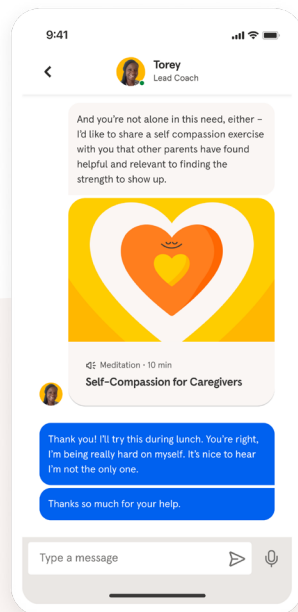 9:41
Torey
Lead Coach
And you're not alone in this need, either –
I'd like to share a self compassion exercise
with you that other parents have found
helpful and relevant to finding the
strength to show up.
Meditation · 10 min
Self-Compassion for Caregivers
Thank you! I'll try this during lunch. You're right,
I'm being really hard on myself. It's nice to hear
I'm not the only one.
Thanks so much for your help.
Type a message